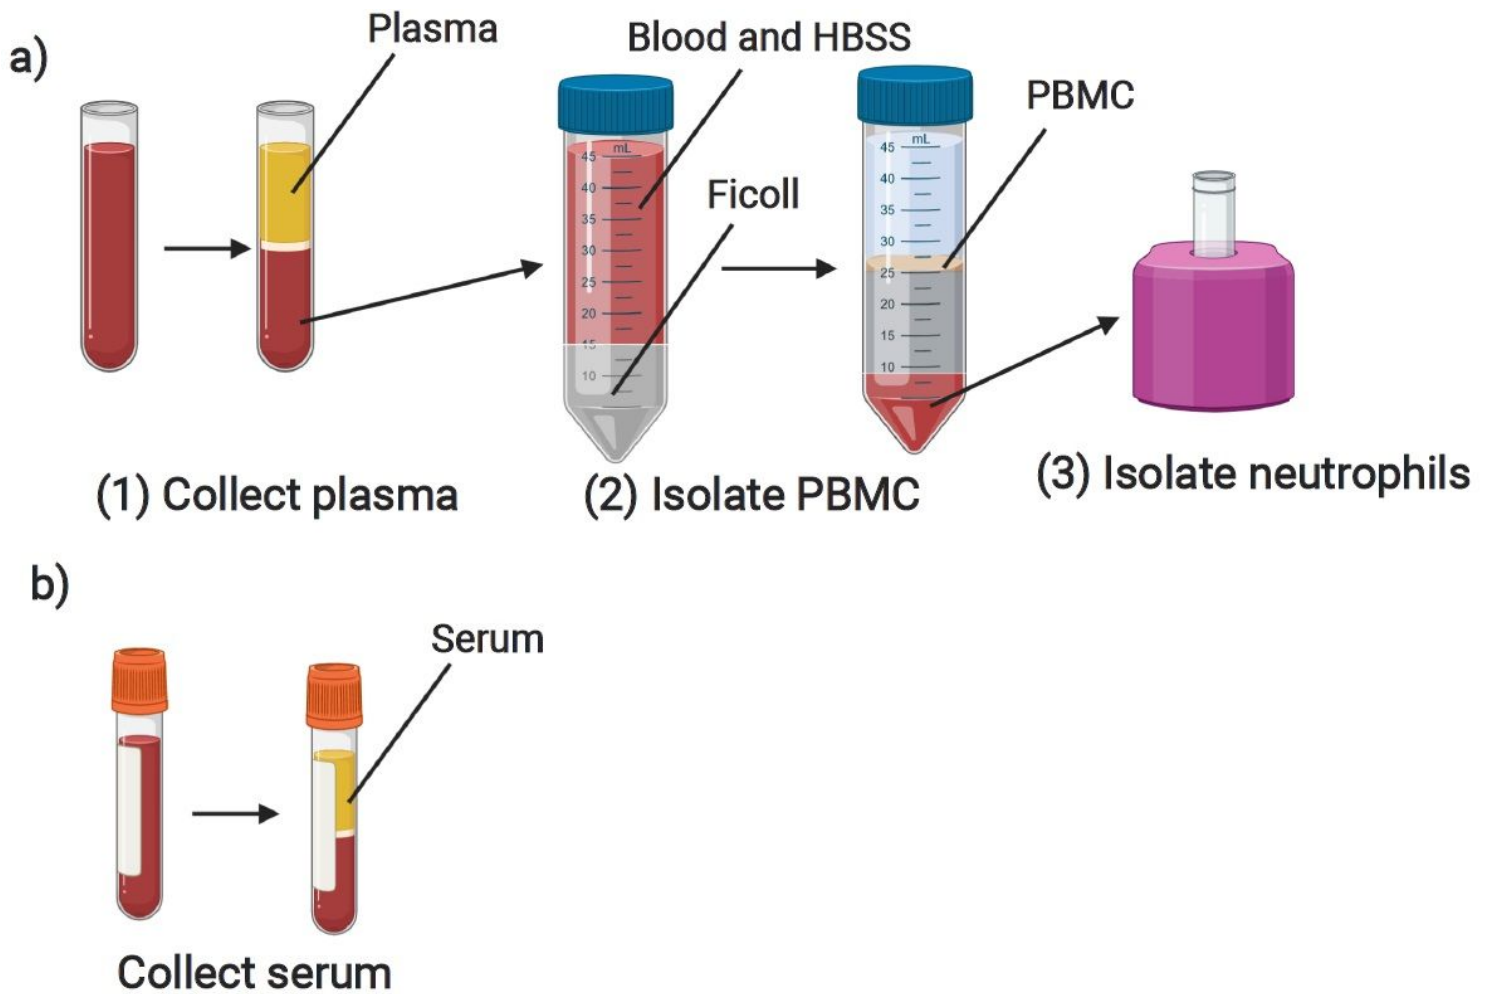 a)
Plasma
Blood and HBSS
PBMC
Ficoll
mL
45
40
35
30
25
20
15
10
mL
45
40
35
30
25
20
15
10
(1) Collect plasma
(2) Isolate PBMC
(3) Isolate neutrophils
b)
Serum
Collect serum